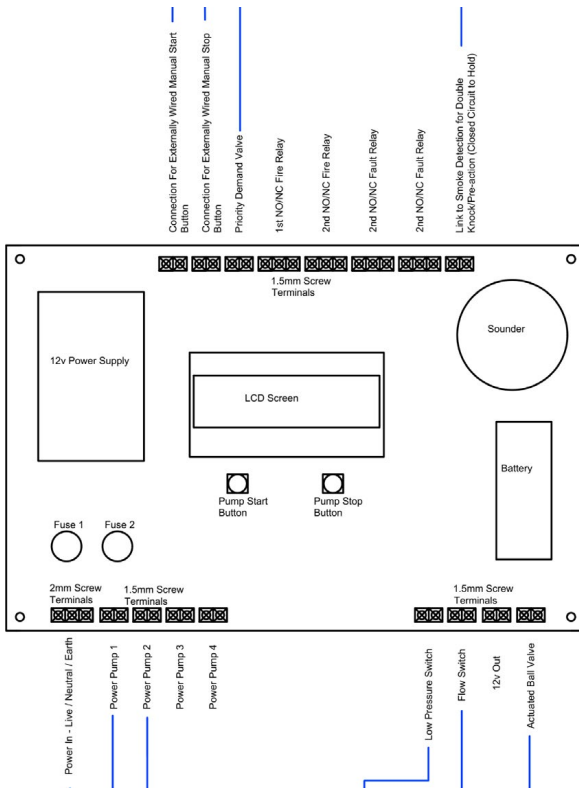 Connection For Externally Wired Manual Start
Button
Connection For Externally Wired Manual Stop
Button
Priority Demand Valve
1st NO/NC Fire Relay
2nd NO/NC Fire Relay
2nd NO/NC Fault Relay
2nd NO/NC Fault Relay
Link to Smoke Detection for Double
Knock/Pre-action (Closed Circuit to Hold)
1.5mm Screw
Terminals
12v Power Supply
LCD Screen
Sounder
Battery
Pump Start
Button
Pump Stop
Button
Fuse 1
Fuse 2
2mm Screw
Terminals
1.5mm Screw
Terminals
1.5mm Screw
Terminals
Power In - Live / Neutral / Earth
Power Pump 1
Power Pump 2
Power Pump 3
Power Pump 4
Low Pressure Switch
Flow Switch
12v Out
Actuated Ball Valve